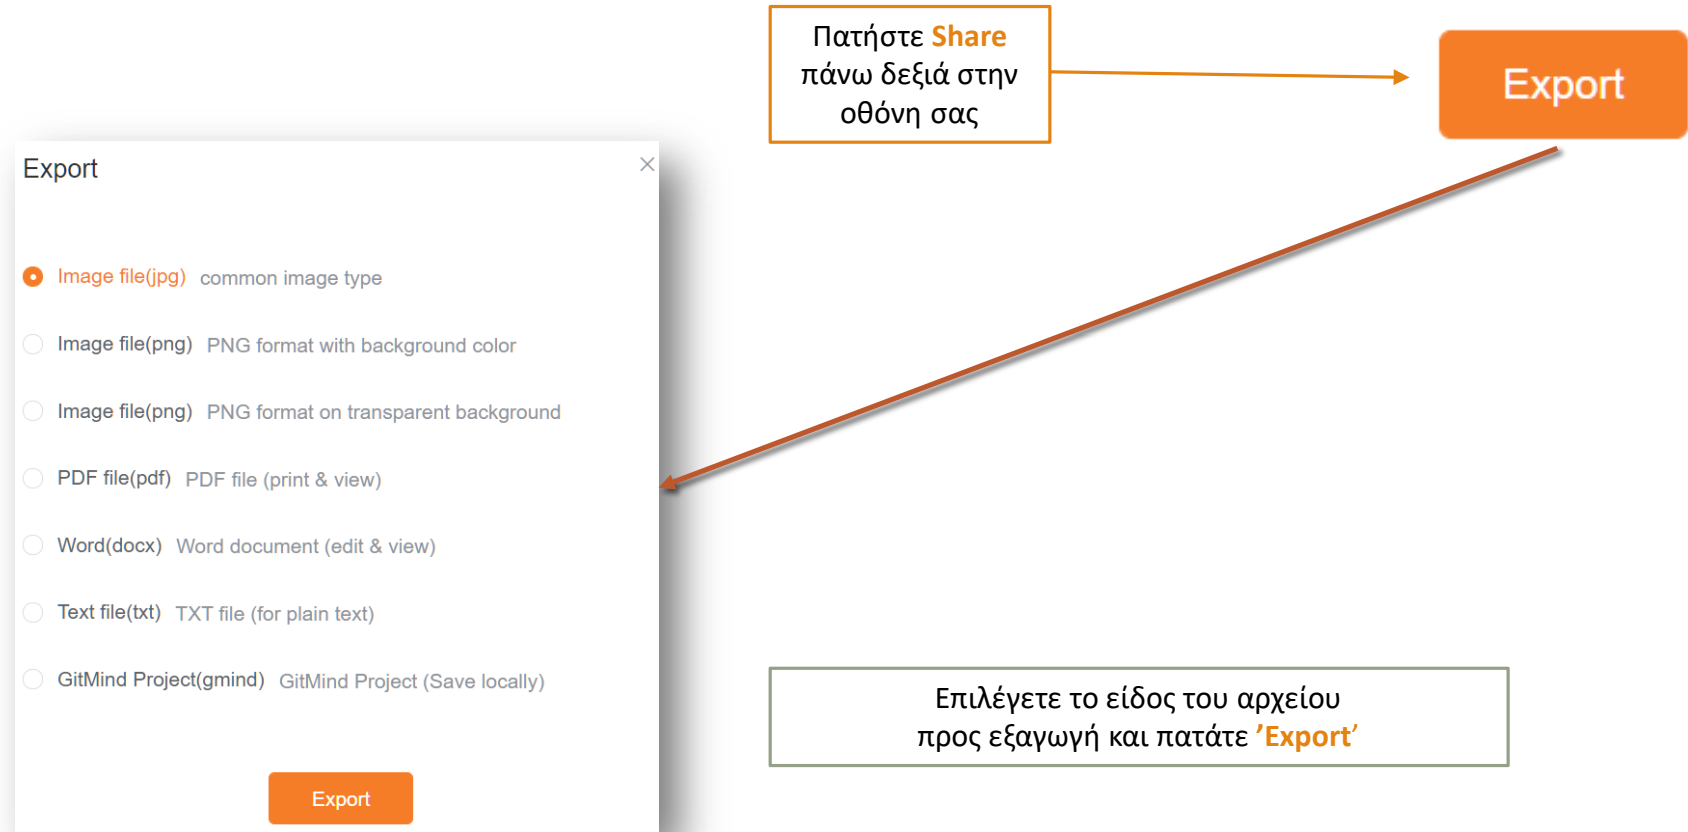 Πατήστε Share
πάνω δεξιά στην
οθόνη σας
Export
Export
Image file(jpg) common image type
Image file(png) PNG format with background color
Image file(png) PNG format on transparent background
PDF file(pdf) PDF file (print & view)
Word(docx) Word document (edit & view)
Text file(txt) TXT file (for plain text)
GitMind Project(gmind) GitMind Project (Save locally)
Export
Επιλέγετε το είδος του αρχείου
προς εξαγωγή και πατάτε ’Export’